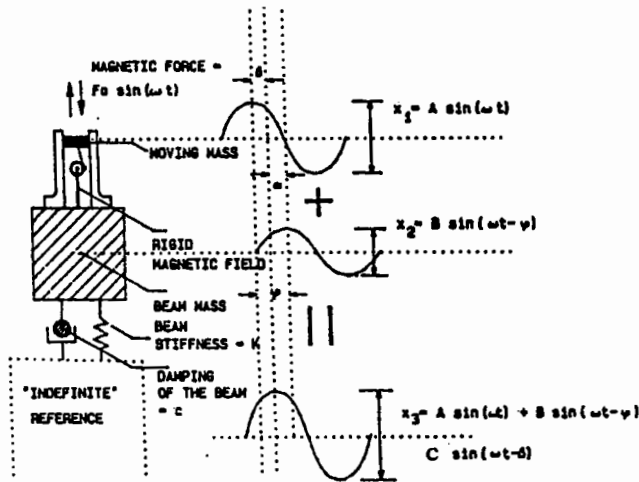 MAGNETIC FORCE =
Fo sin(ωt)
δ
x₁= A sin(ωt)
MOVING MASS
α
+
x₂= B sin(ωt-φ)
RIGID
MAGNETIC FIELD
BEAM MASS
φ
BEAM
STIFFNESS = K
DAMPING
OF THE BEAM
= c
"INDEFINITE"
REFERENCE
x₃= A sin(ωt) + B sin(ωt-φ)
C sin(ωt-δ)